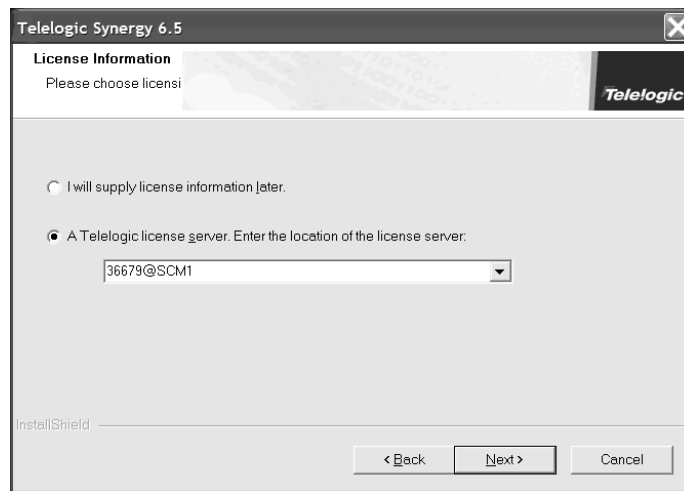 Telelogic Synergy 6.5
License Information
Please choose licensi
Telelogic
I will supply license information later.
A Telelogic license server. Enter the location of the license server:
36679@SCM1
InstallShield
< Back Next > Cancel